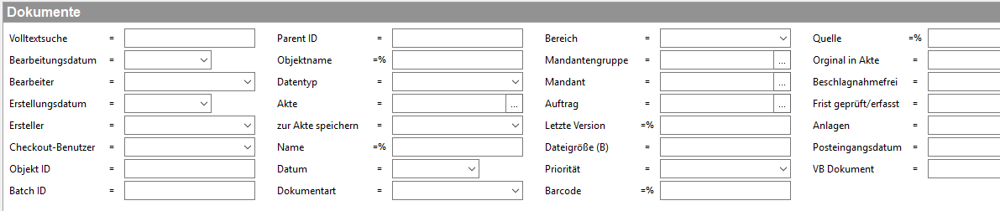 Dokumente
Volltextsuche = Parent ID = Bereich = Quelle =%
Bearbeitungsdatum = Objektname =% Mandantengruppe = ... Orginal in Akte =
Bearbeiter = Datentyp = Mandant = ... Beschlagnahmefrei =
Erstellungsdatum = Akte = ... Auftrag = ... Frist geprüft/erfasst =
Ersteller = zur Akte speichern = Letzte Version =% Anlagen =
Checkout-Benutzer = Name =% Dateigröße (B) = Posteingangsdatum =
Objekt ID = Datum = Priorität = VB Dokument =
Batch ID = Dokumentart = Barcode =%